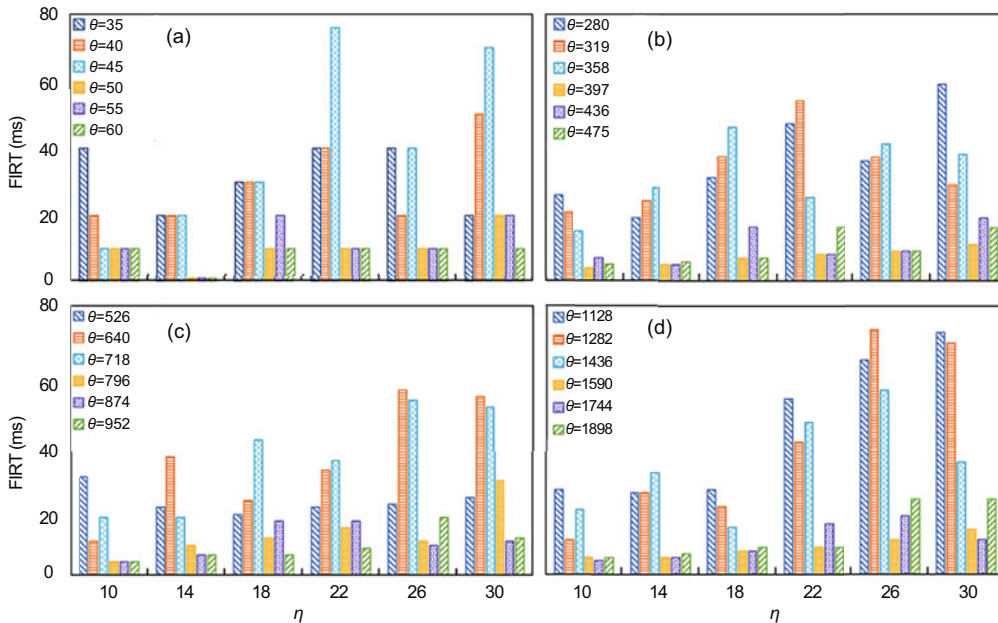 80
60
40
20
0
FIRT (ms)
(a)
θ=35
θ=40
θ=45
θ=50
θ=55
θ=60
(b)
θ=280
θ=319
θ=358
θ=397
θ=436
θ=475
80
60
40
20
0
FIRT (ms)
(c)
θ=526
θ=640
θ=718
θ=796
θ=874
θ=952
10 14 18 22 26 30
η
(d)
θ=1128
θ=1282
θ=1436
θ=1590
θ=1744
θ=1898
10 14 18 22 26 30
η